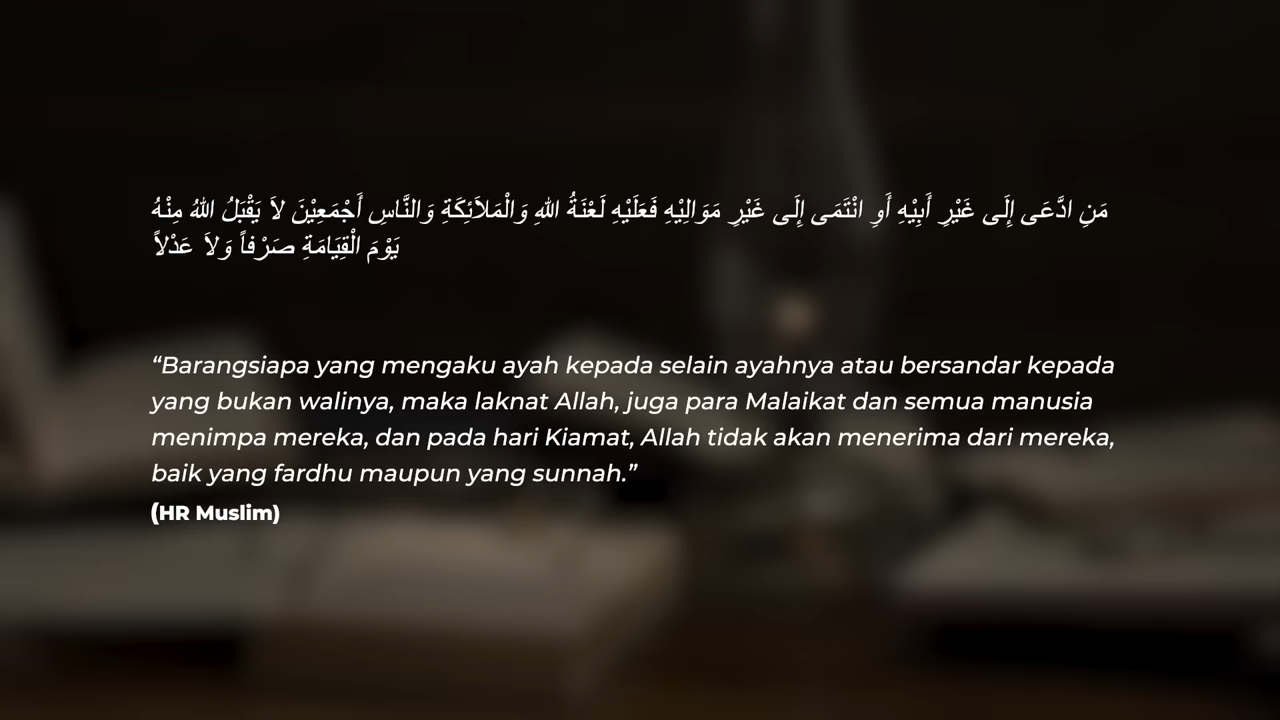 مَنِ ادَّعَى إِلَى غَيْرِ أَبِيْهِ أَوِ انْتَمَى إِلَى غَيْرِ مَوَالِيْهِ فَعَلَيْهِ لَعْنَةُ اللهِ وَالْمَلاَئِكَةِ وَالنَّاسِ أَجْمَعِيْنَ لاَ يَقْبَلُ اللهُ مِنْهُ
يَوْمَ الْقِيَامَةِ صَرْفاً وَلاَ عَدْلاً
“Barangsiapa yang mengaku ayah kepada selain ayahnya atau bersandar kepada
yang bukan walinya, maka laknat Allah, juga para Malaikat dan semua manusia
menimpa mereka, dan pada hari Kiamat, Allah tidak akan menerima dari mereka,
baik yang fardhu maupun yang sunnah.”
(HR Muslim)